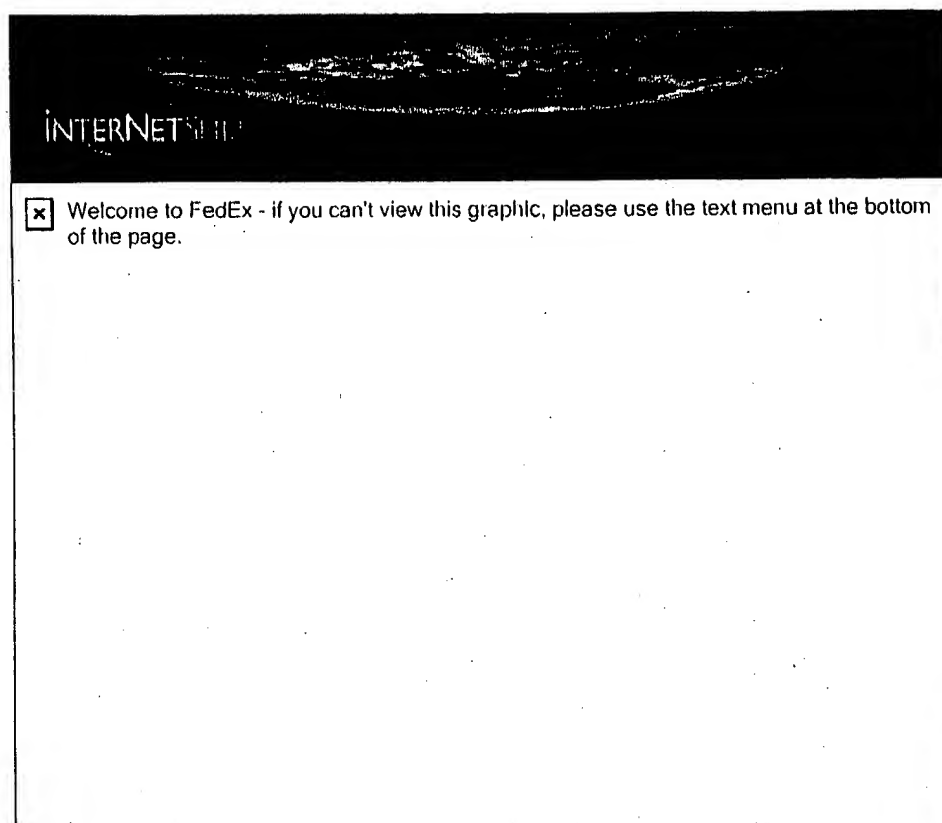 iNTERNETSHIP
Welcome to FedEx - if you can't view this graphic, please use the text menu at the bottom
of the page.